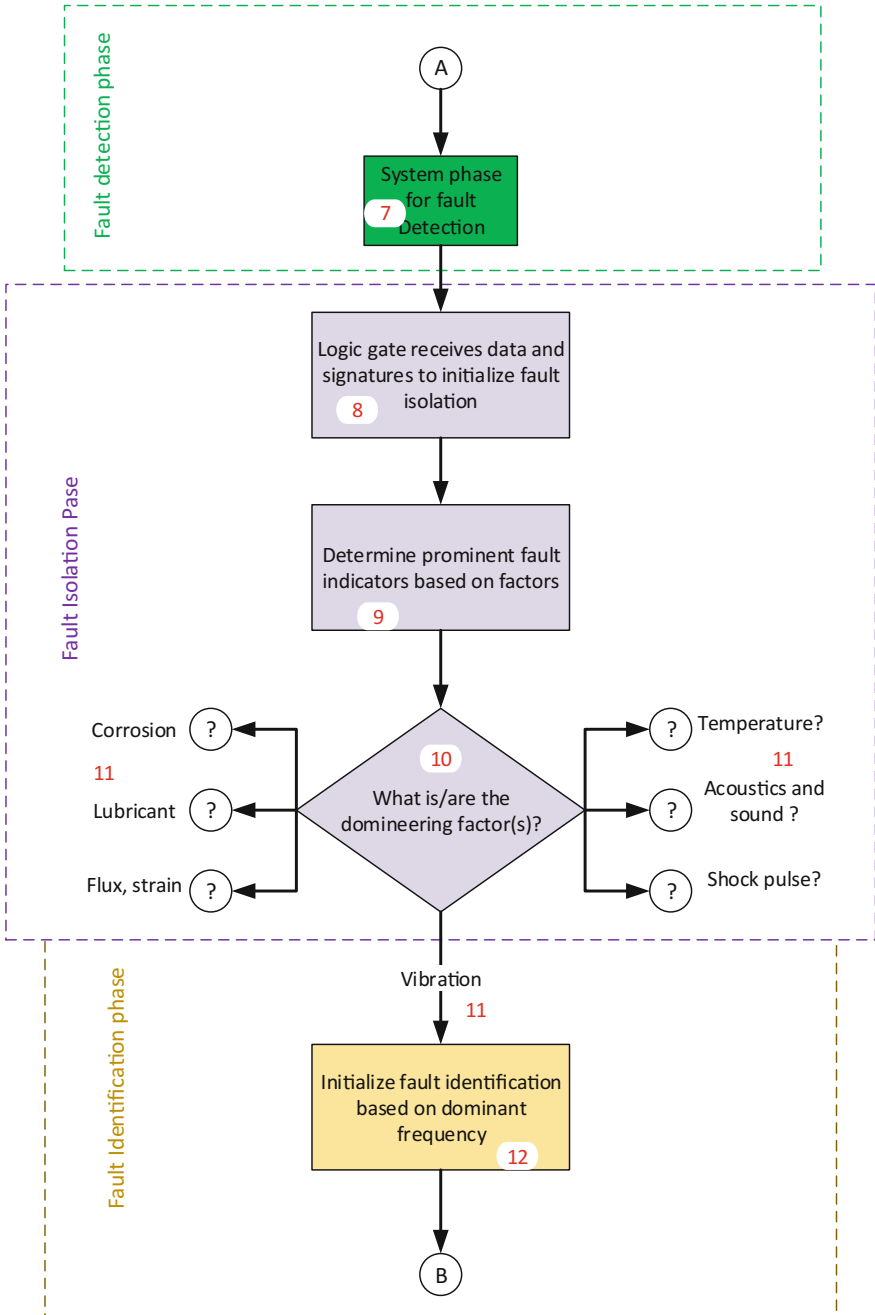 Fault detection phase
A
System phase
for fault
7
Detection
Fault Isolation Pase
Logic gate receives data and
signatures to initialize fault
isolation
8
Determine prominent fault
indicators based on factors
9
10
What is/are the
domineering factor(s)?
Corrosion
?
11
Lubricant
?
Flux, strain
?
?
Temperature?
11
?
Acoustics and
sound ?
?
Shock pulse?
Fault Identification phase
Vibration
11
Initialize fault identification
based on dominant
frequency
12
B